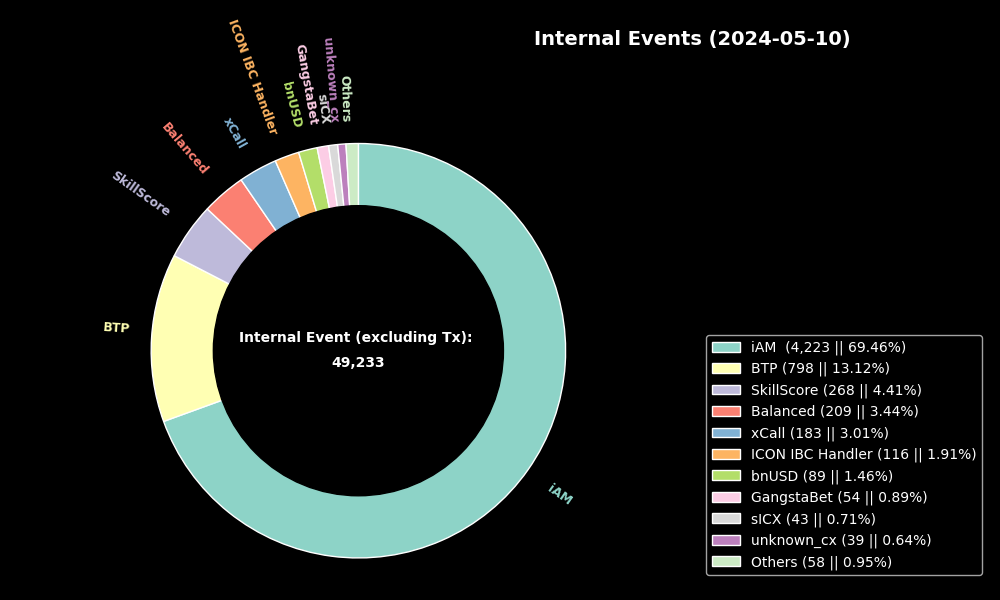 Internal Events (2024-05-10)
ICON IBC Handler
unknown_cx
GangstaBet
Others
bnUSD
sICX
xCall
Balanced
SkillScore
BTP
iAM
Internal Event (excluding Tx):
49,233
iAM  (4,223 || 69.46%)
BTP (798 || 13.12%)
SkillScore (268 || 4.41%)
Balanced (209 || 3.44%)
xCall (183 || 3.01%)
ICON IBC Handler (116 || 1.91%)
bnUSD (89 || 1.46%)
GangstaBet (54 || 0.89%)
sICX (43 || 0.71%)
unknown_cx (39 || 0.64%)
Others (58 || 0.95%)